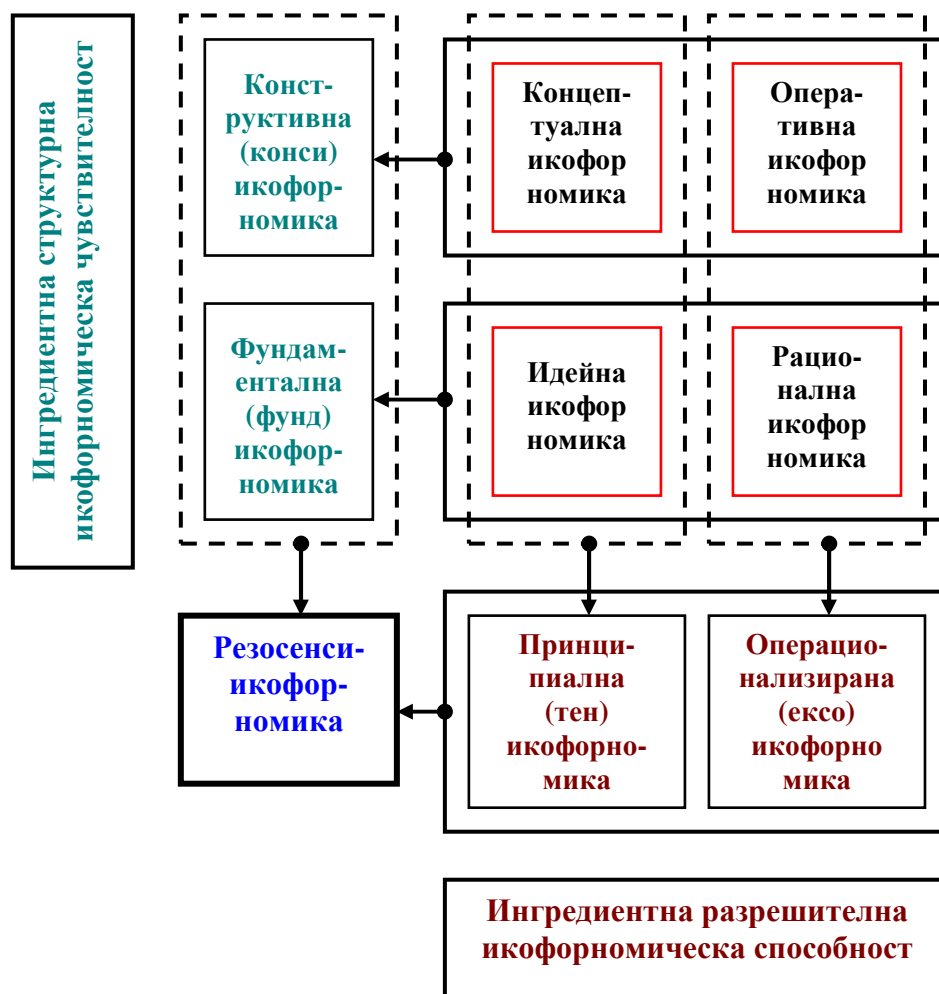 Ингредиентна структурна
икофорномическа чувствителност
Конст-
руктивна
(конси)
икофор-
номика
Концеп-
туална
икофор
номика
Опера-
тивна
икофор
номика
Фундам-
ентална
(фунд)
икофор-
номика
Идейна
икофор
номика
Рацио-
нална
икофор
номика
Резосенси-
икофор-
номика
Принци-
пиална
(тен)
икофорно-
мика
Операцио-
нализирана
(ексо)
икофорно
мика
Ингредиентна разрешителна
икофорномическа способност